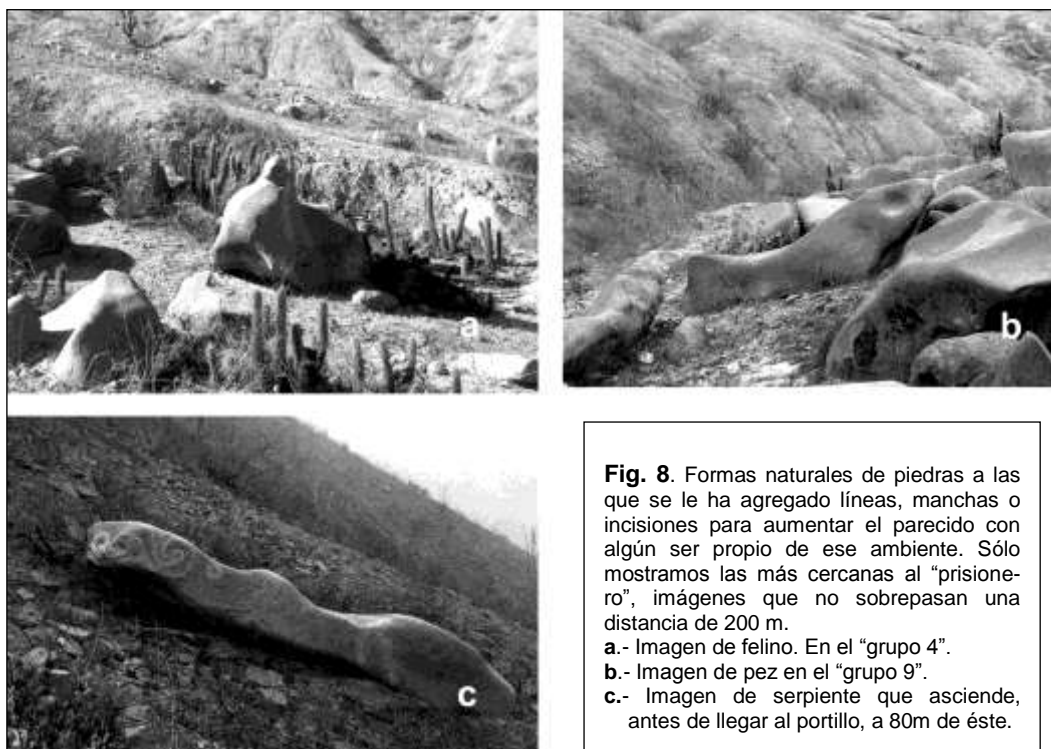 a
b
c
Fig. 8. Formas naturales de piedras a las
que se le ha agregado líneas, manchas o
incisiones para aumentar el parecido con
algún ser propio de ese ambiente. Sólo
mostramos las más cercanas al “prisione-
ro”, imágenes que no sobrepasan una
distancia de 200 m.
a.- Imagen de felino. En el “grupo 4”.
b.- Imagen de pez en el “grupo 9”.
c.- Imagen de serpiente que asciende,
antes de llegar al portillo, a 80m de éste.